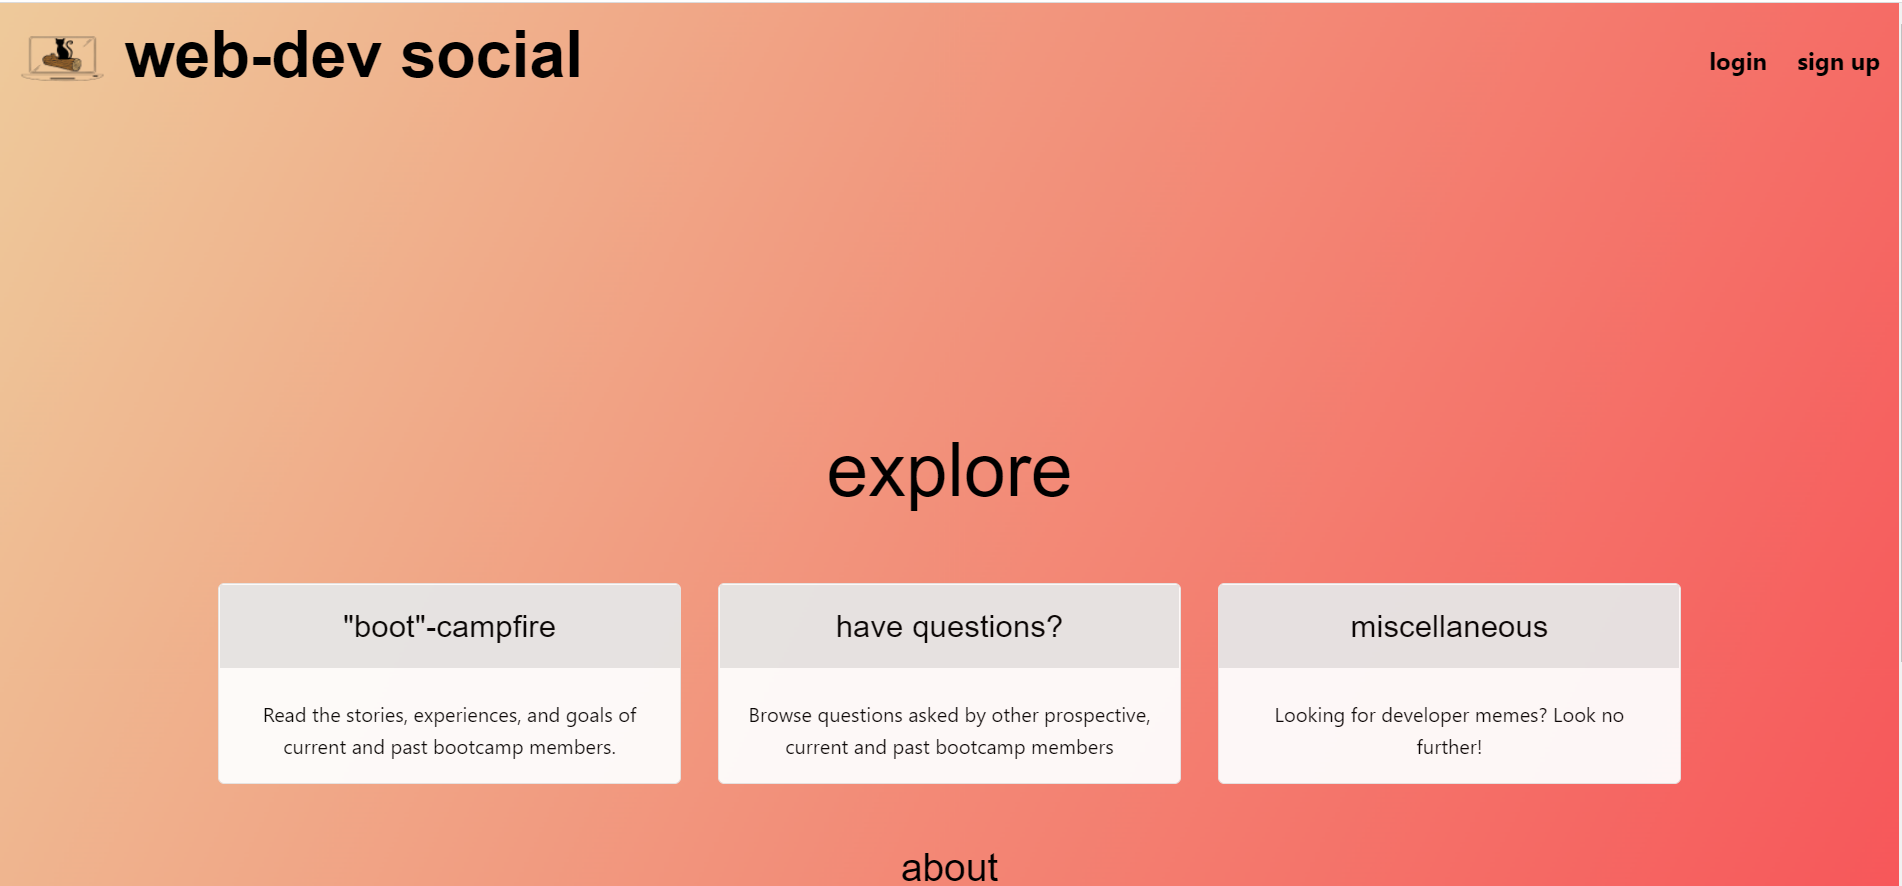 web-dev social
login sign up
explore
"boot"-campfire
Read the stories, experiences, and goals of
current and past bootcamp members.
have questions?
Browse questions asked by other prospective,
current and past bootcamp members
miscellaneous
Looking for developer memes? Look no
further!
about